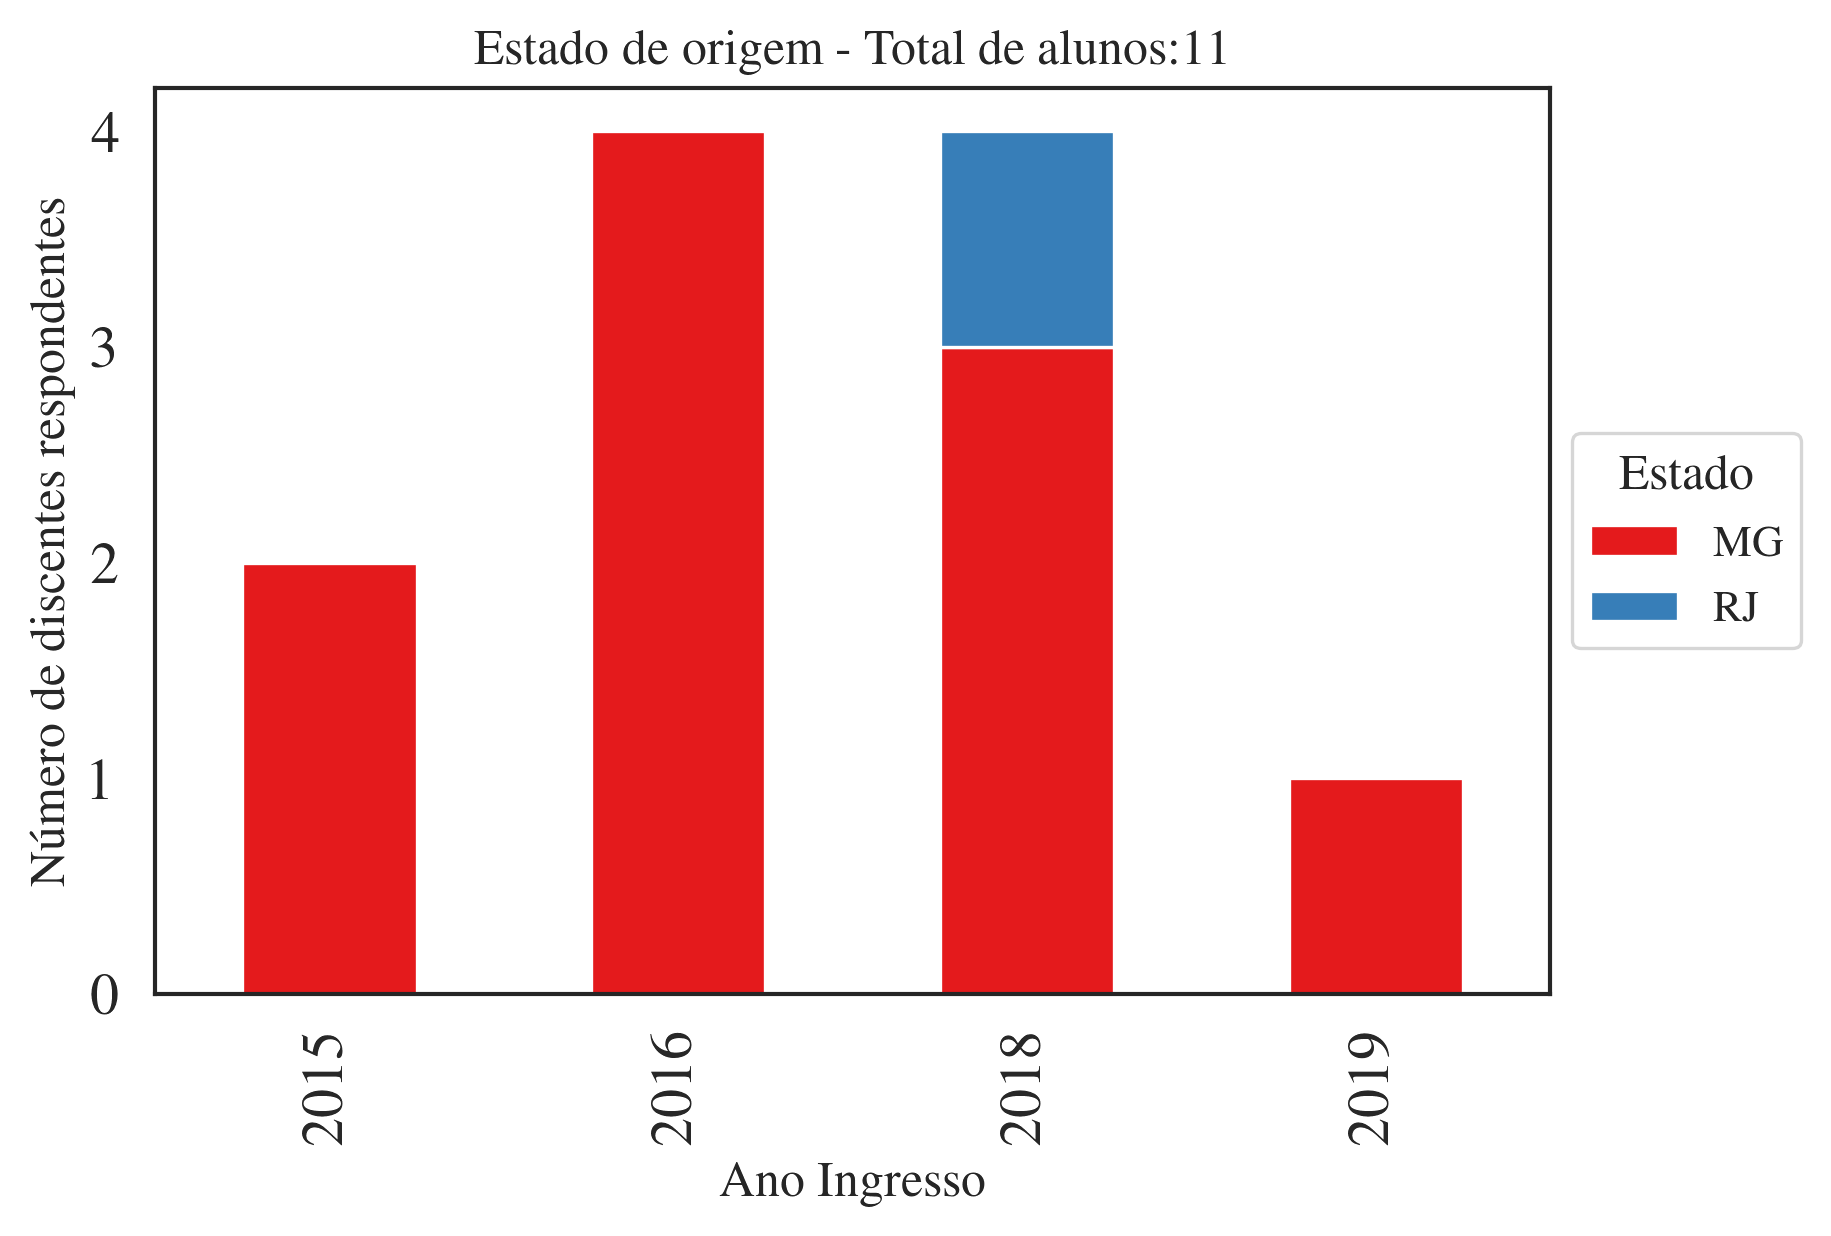 Estado de origem - Total de alunos:11
Número de discentes respondentes
4
3
2
1
0
2015
2016
2018
2019
Ano Ingresso
Estado
MG
RJ